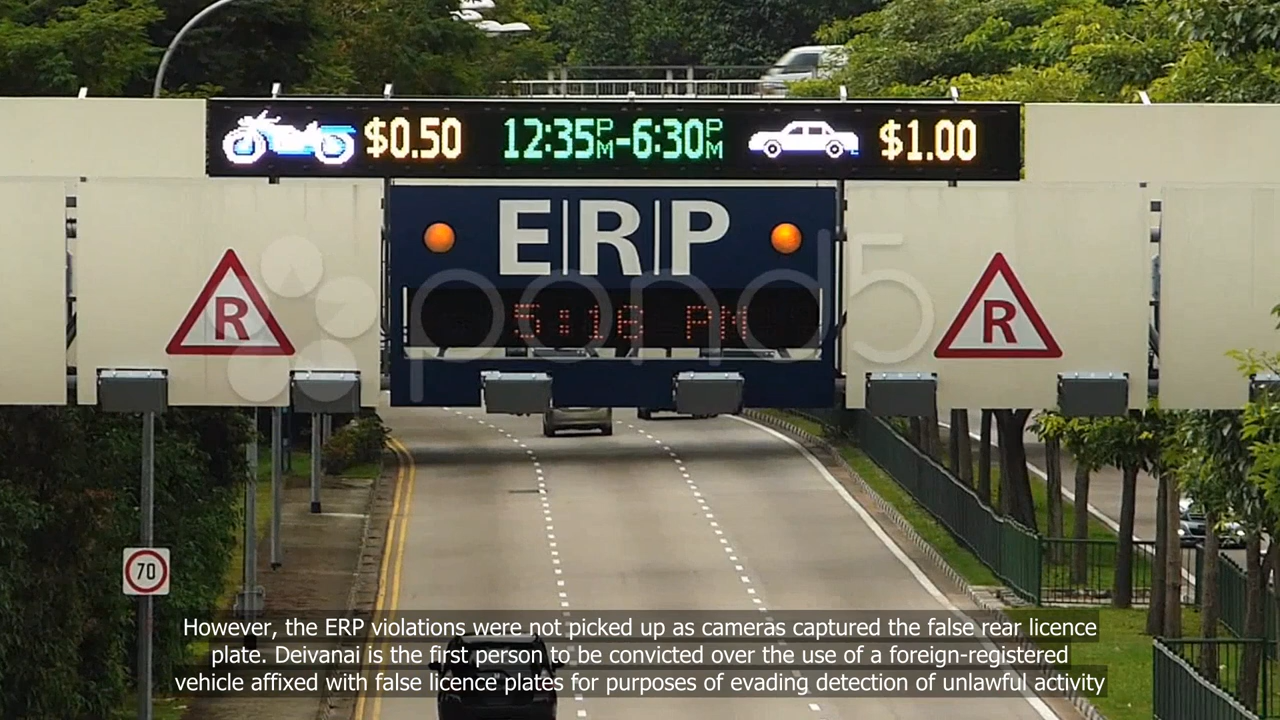 $0.50 12:35PM-6:30PM $1.00
E|R|P
R R
5:18 PM
pond5
70
However, the ERP violations were not picked up as cameras captured the false rear licence
plate. Deivanai is the first person to be convicted over the use of a foreign-registered
vehicle affixed with false licence plates for purposes of evading detection of unlawful activity